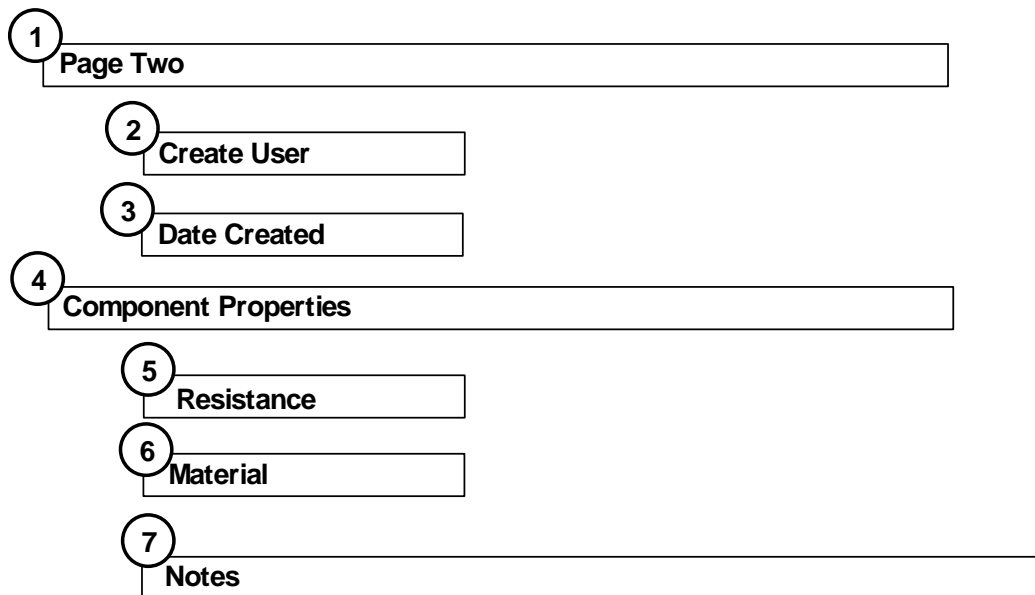 1
Page Two
2
Create User
3
Date Created
4
Component Properties
5
Resistance
6
Material
7
Notes